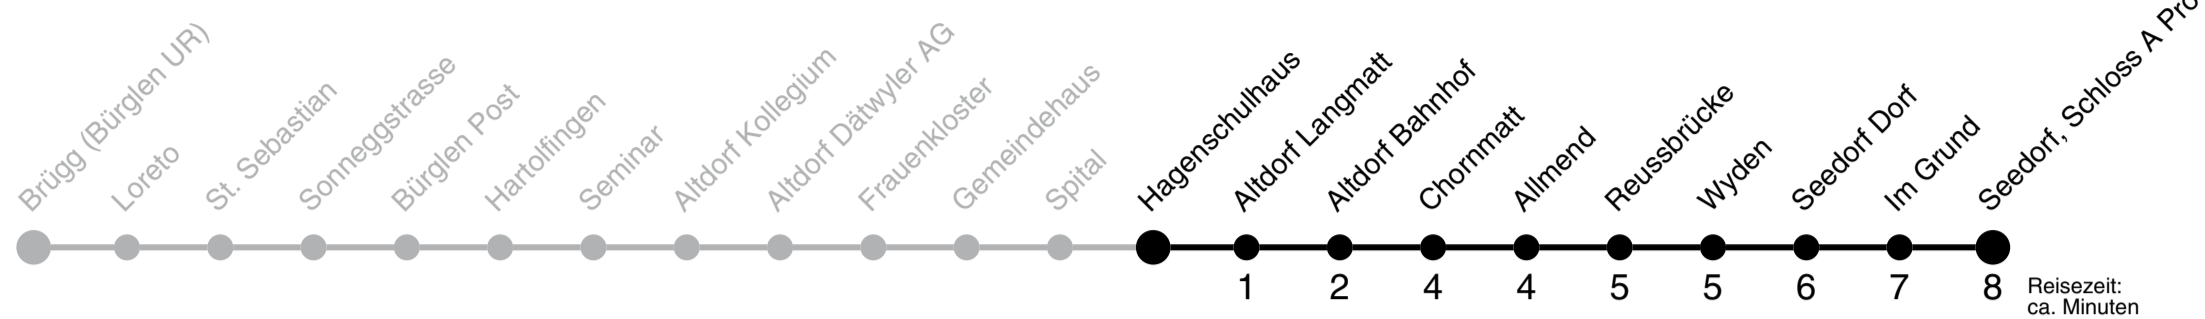 Brügg (Bürglen UR)
Loreto
St. Sebastian
Sonneggstrasse
Bürglen Post
Hartolfingen
Seminar
Altdorf Kollegium
Altdorf Dätwyler AG
Frauenkloster
Gemeindehaus
Spital
Hagenschulhaus
Altdorf Langmatt
Altdorf Bahnhof
Chornmatt
Allmend
Reussbrücke
Wyden
Seedorf Dorf
Im Grund
Seedorf, Schloss A Pro
1 2 4 4 5 5 6 7 8
Reisezeit:
ca. Minuten